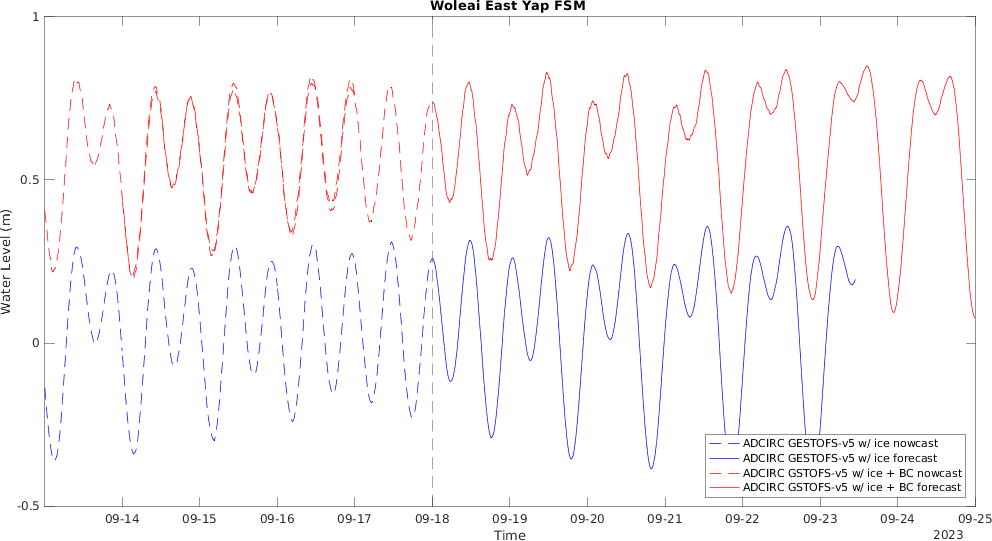 Woleai East Yap FSM
1
0.5
0
-0.5
Water Level (m)
ADCIRC GESTOFS-v5 w/ ice nowcast
ADCIRC GESTOFS-v5 w/ ice forecast
ADCIRC GSTOFS-v5 w/ ice + BC nowcast
ADCIRC GSTOFS-v5 w/ ice + BC forecast
09-14 09-15 09-16 09-17 09-18 09-19 09-20 09-21 09-22 09-23 09-24 09-25
Time
2023